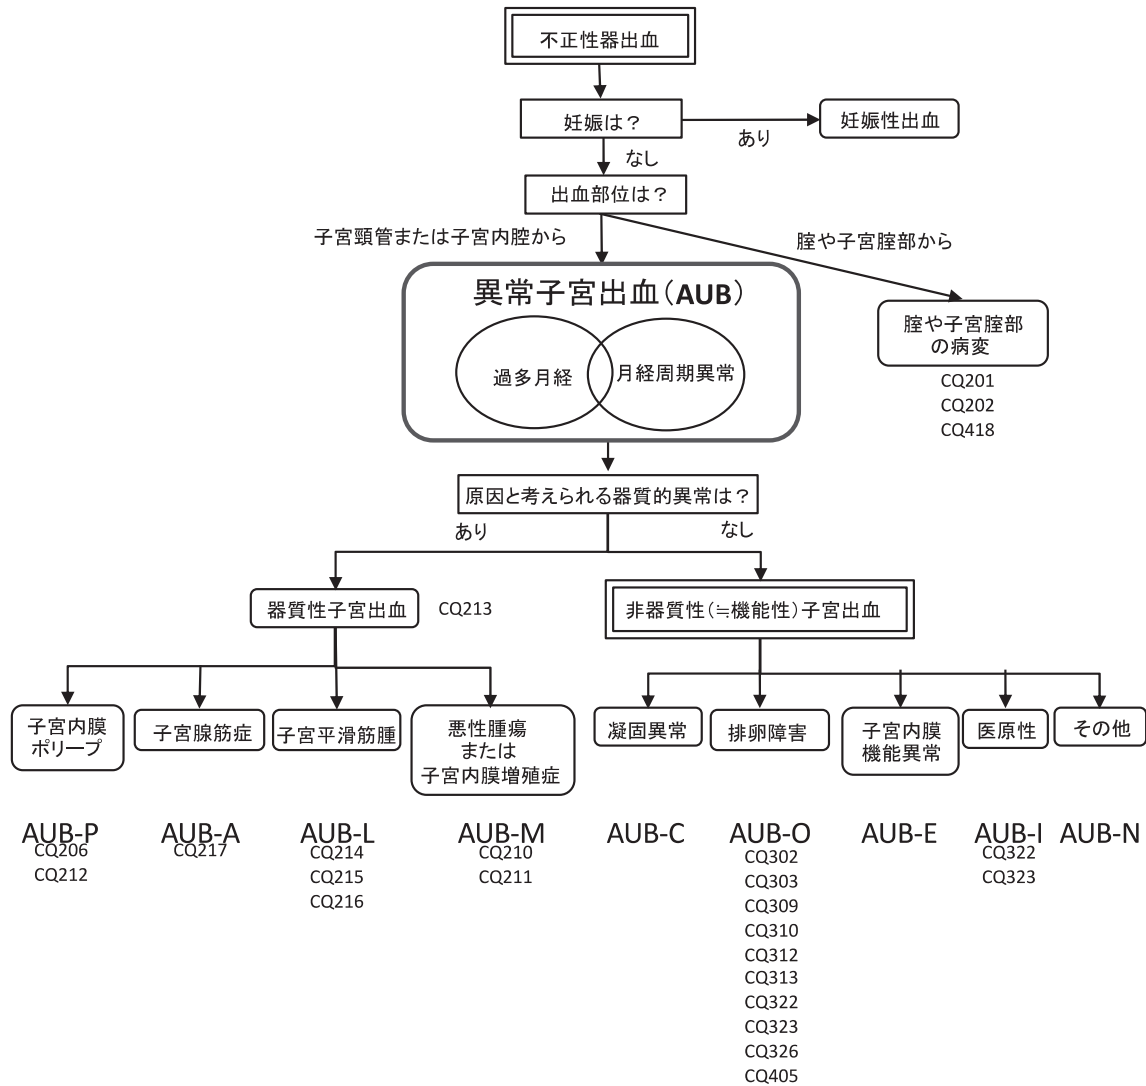 不正性器出血
妊娠は？
あり
妊娠性出血
なし
出血部位は？
子宮頸管または子宮内腔から
腟や子宮腟部から
異常子宮出血（AUB）
過多月経
月経周期異常
腟や子宮腟部
の病変
CQ201
CQ202
CQ418
原因と考えられる器質的異常は？
あり
なし
器質性子宮出血
CQ213
非器質性（≒機能性）子宮出血
子宮内膜
ポリープ
子宮腺筋症
子宮平滑筋腫
悪性腫瘍
または
子宮内膜増殖症
凝固異常
排卵障害
子宮内膜
機能異常
医原性
その他
AUB-P
CQ206
CQ212
AUB-A
CQ217
AUB-L
CQ214
CQ215
CQ216
AUB-M
CQ210
CQ211
AUB-C
AUB-O
CQ302
CQ303
CQ309
CQ310
CQ312
CQ313
CQ322
CQ323
CQ326
CQ405
AUB-E
AUB-I
CQ322
CQ323
AUB-N